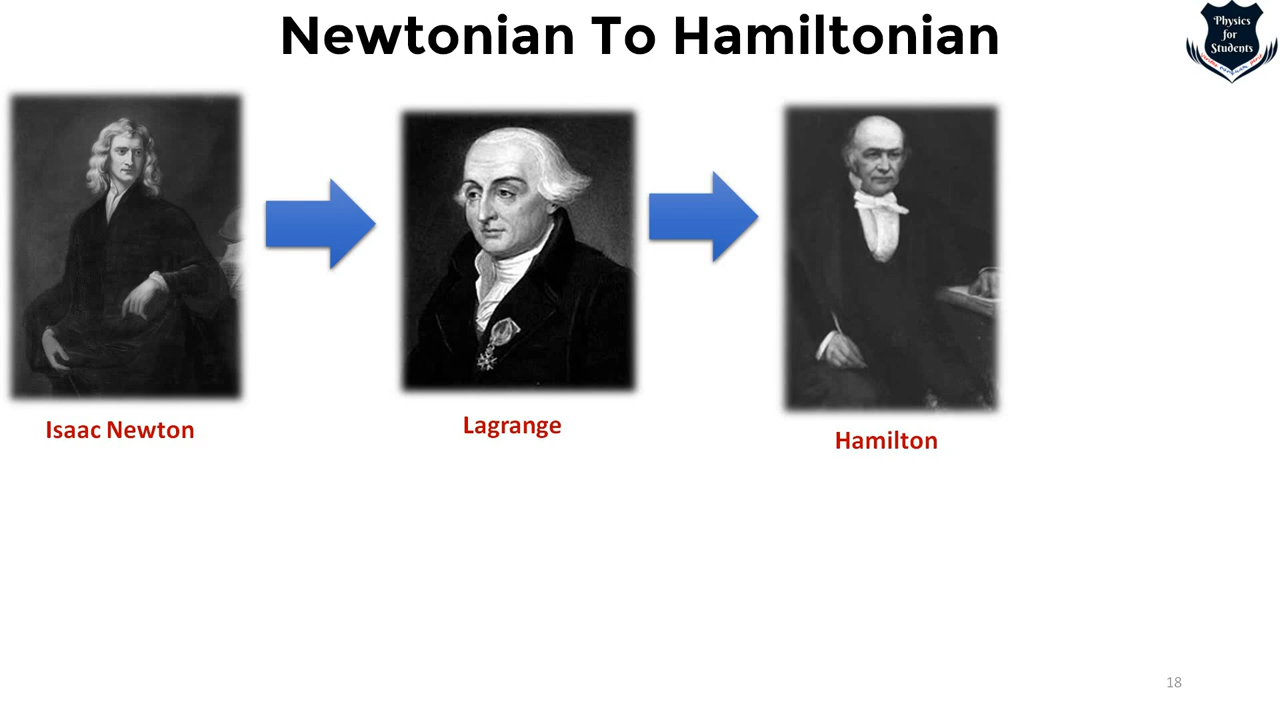 Newtonian To Hamiltonian
Physics
for
Students
Isaac Newton
Lagrange
Hamilton
18